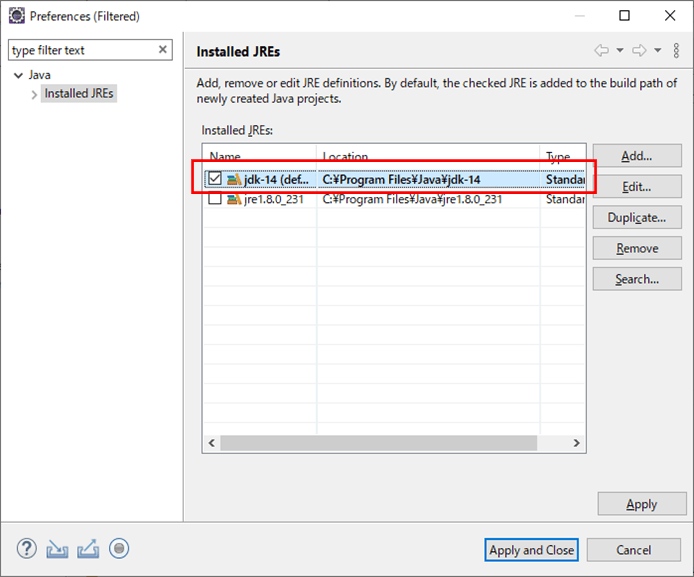 Preferences (Filtered)
type filter text
Java
Installed JREs
Installed JREs
Add, remove or edit JRE definitions. By default, the checked JRE is added to the build path of
newly created Java projects.
Installed JREs:
Name Location Type
jdk-14 (def... C:¥Program Files¥Java¥jdk-14 Standar
jre1.8.0_231 C:¥Program Files¥Java¥jre1.8.0_231 Standar
Add...
Edit...
Duplicate...
Remove
Search...
Apply
Apply and Close Cancel